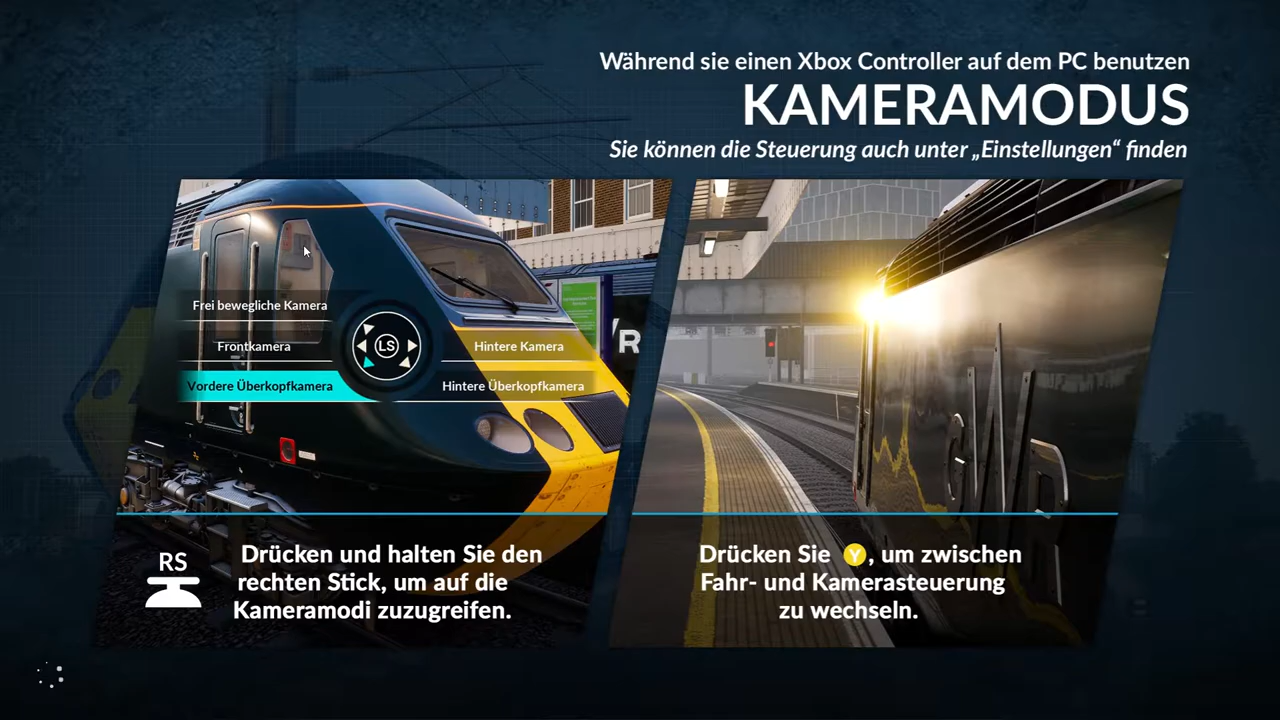 Während sie einen Xbox Controller auf dem PC benutzen
KAMERAMODUS
Sie können die Steuerung auch unter „Einstellungen“ finden
Frei bewegliche Kamera
Frontkamera
LS
Hintere Kamera
Vordere Überkopfkamera
Hintere Überkopfkamera
GWR
RS
Drücken und halten Sie den
rechten Stick, um auf die
Kameramodi zuzugreifen.
Drücken Sie Y, um zwischen
Fahr- und Kamerasteuerung
zu wechseln.